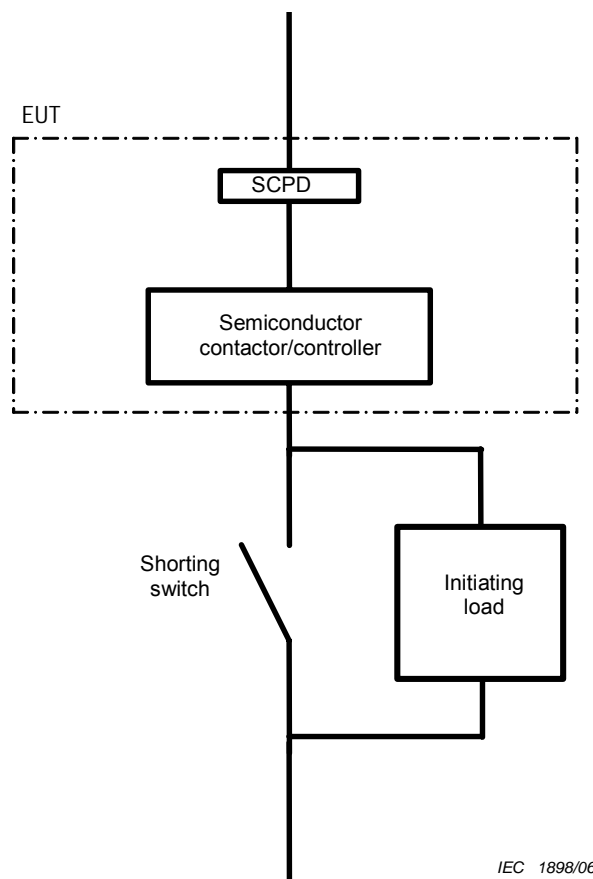 EUT
SCPD
Semiconductor
contactor/controller
Shorting
switch
Initiating
load
IEC 1898/06